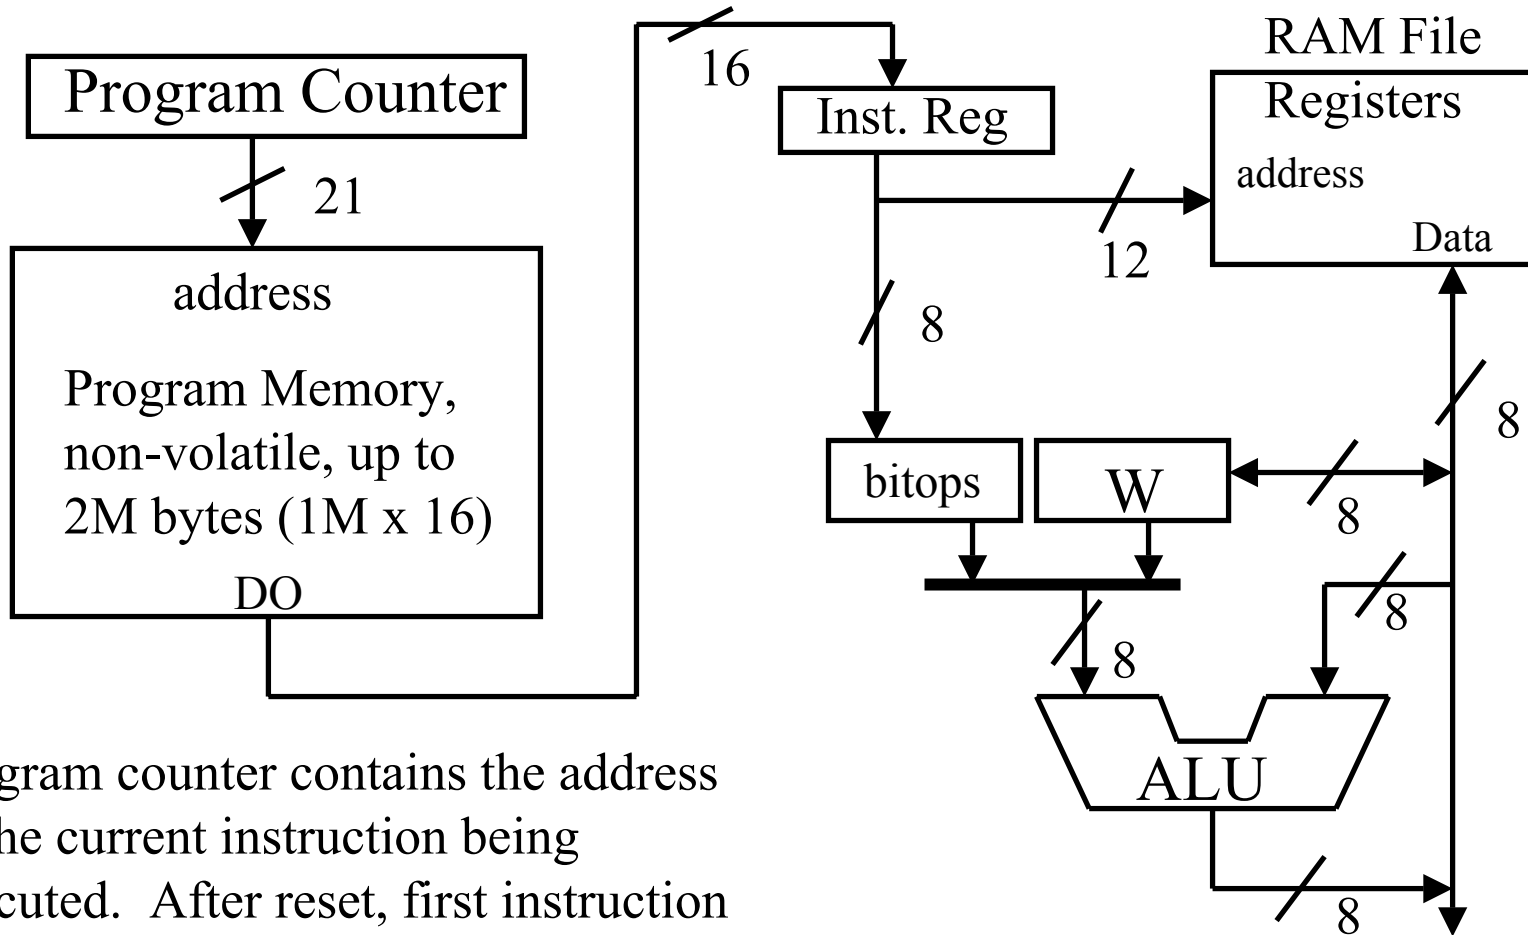 Program Counter
21
address
Program Memory,
non-volatile, up to
2M bytes (1M x 16)
DO
16
Inst. Reg
RAM File
Registers
address
Data
12
8
8
bitops
W
8
8
8
ALU
8
gram counter contains the address
he current instruction being
cuted. After reset, first instruction